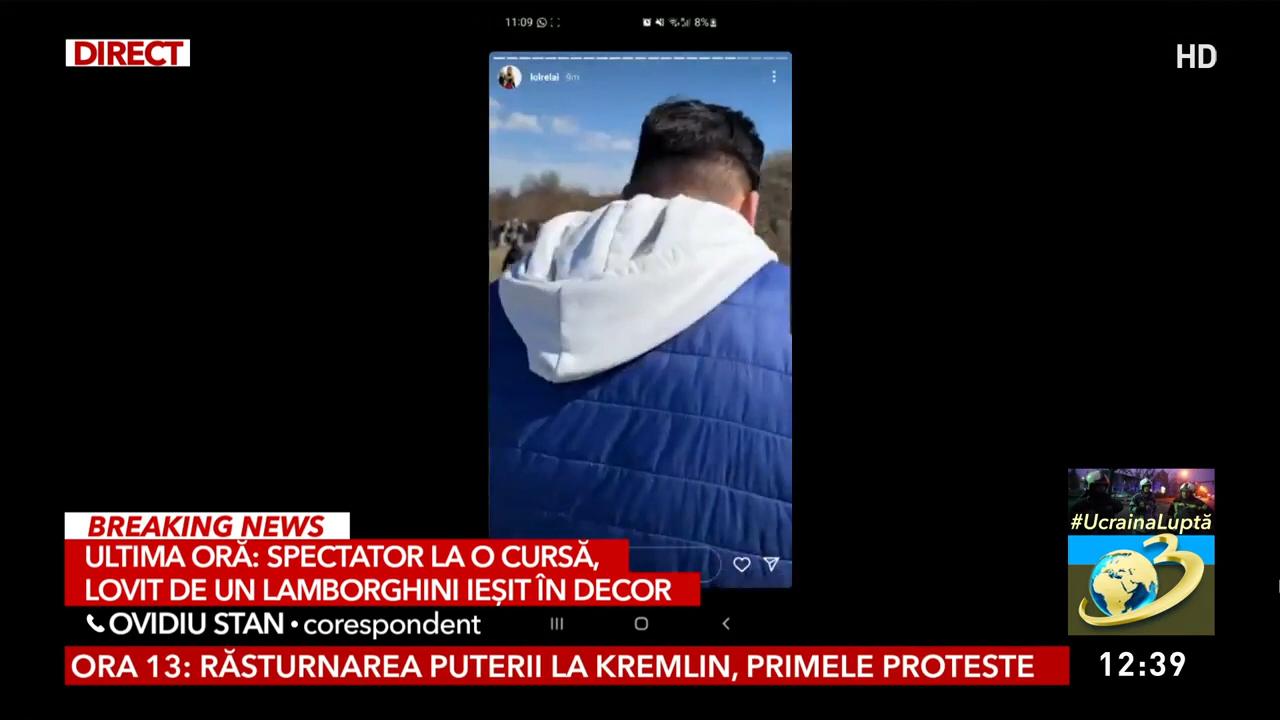 11:09
8%
DIRECT
HD
lolrelai 9m
#UcrainaLuptă
3
BREAKING NEWS
ULTIMA ORĂ: SPECTATOR LA O CURSĂ,
LOVIT DE UN LAMBORGHINI IEȘIT ÎN DECOR
OVIDIU STAN • corespondent
ORA 13: RĂSTURNAREA PUTERII LA KREMLIN, PRIMELE PROTESTE
12:39